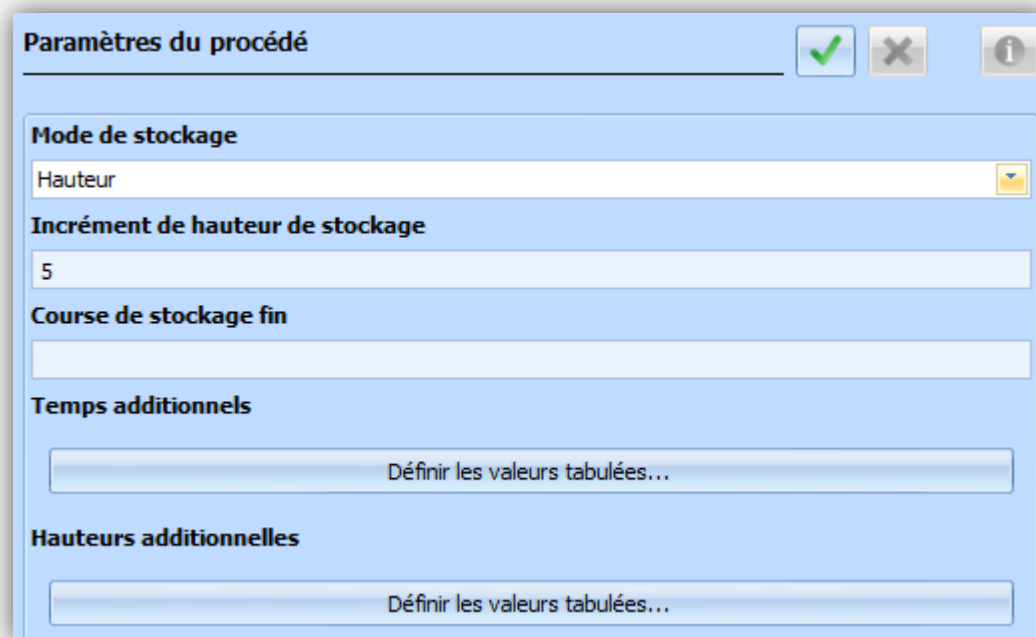 Paramètres du procédé
Mode de stockage
Hauteur
Incrément de hauteur de stockage
5
Course de stockage fin
Temps additionnels
Définir les valeurs tabulées...
Hauteurs additionnelles
Définir les valeurs tabulées...